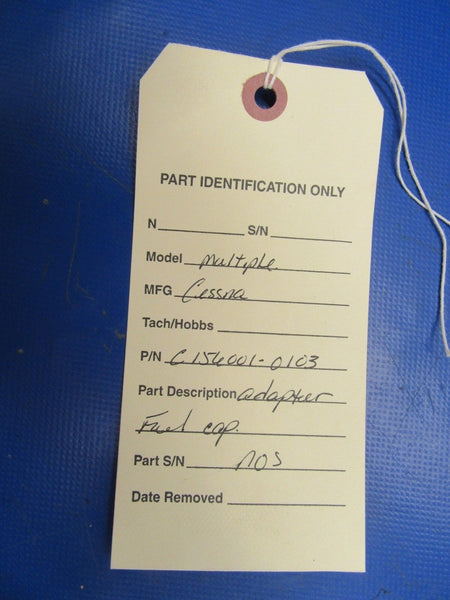 PART IDENTIFICATION ONLY
N S/N
Model multiple
MFG Cessna
Tach/Hobbs
P/N C156001-0103
Part Description adapter
Fuel cap.
Part S/N NOS
Date Removed